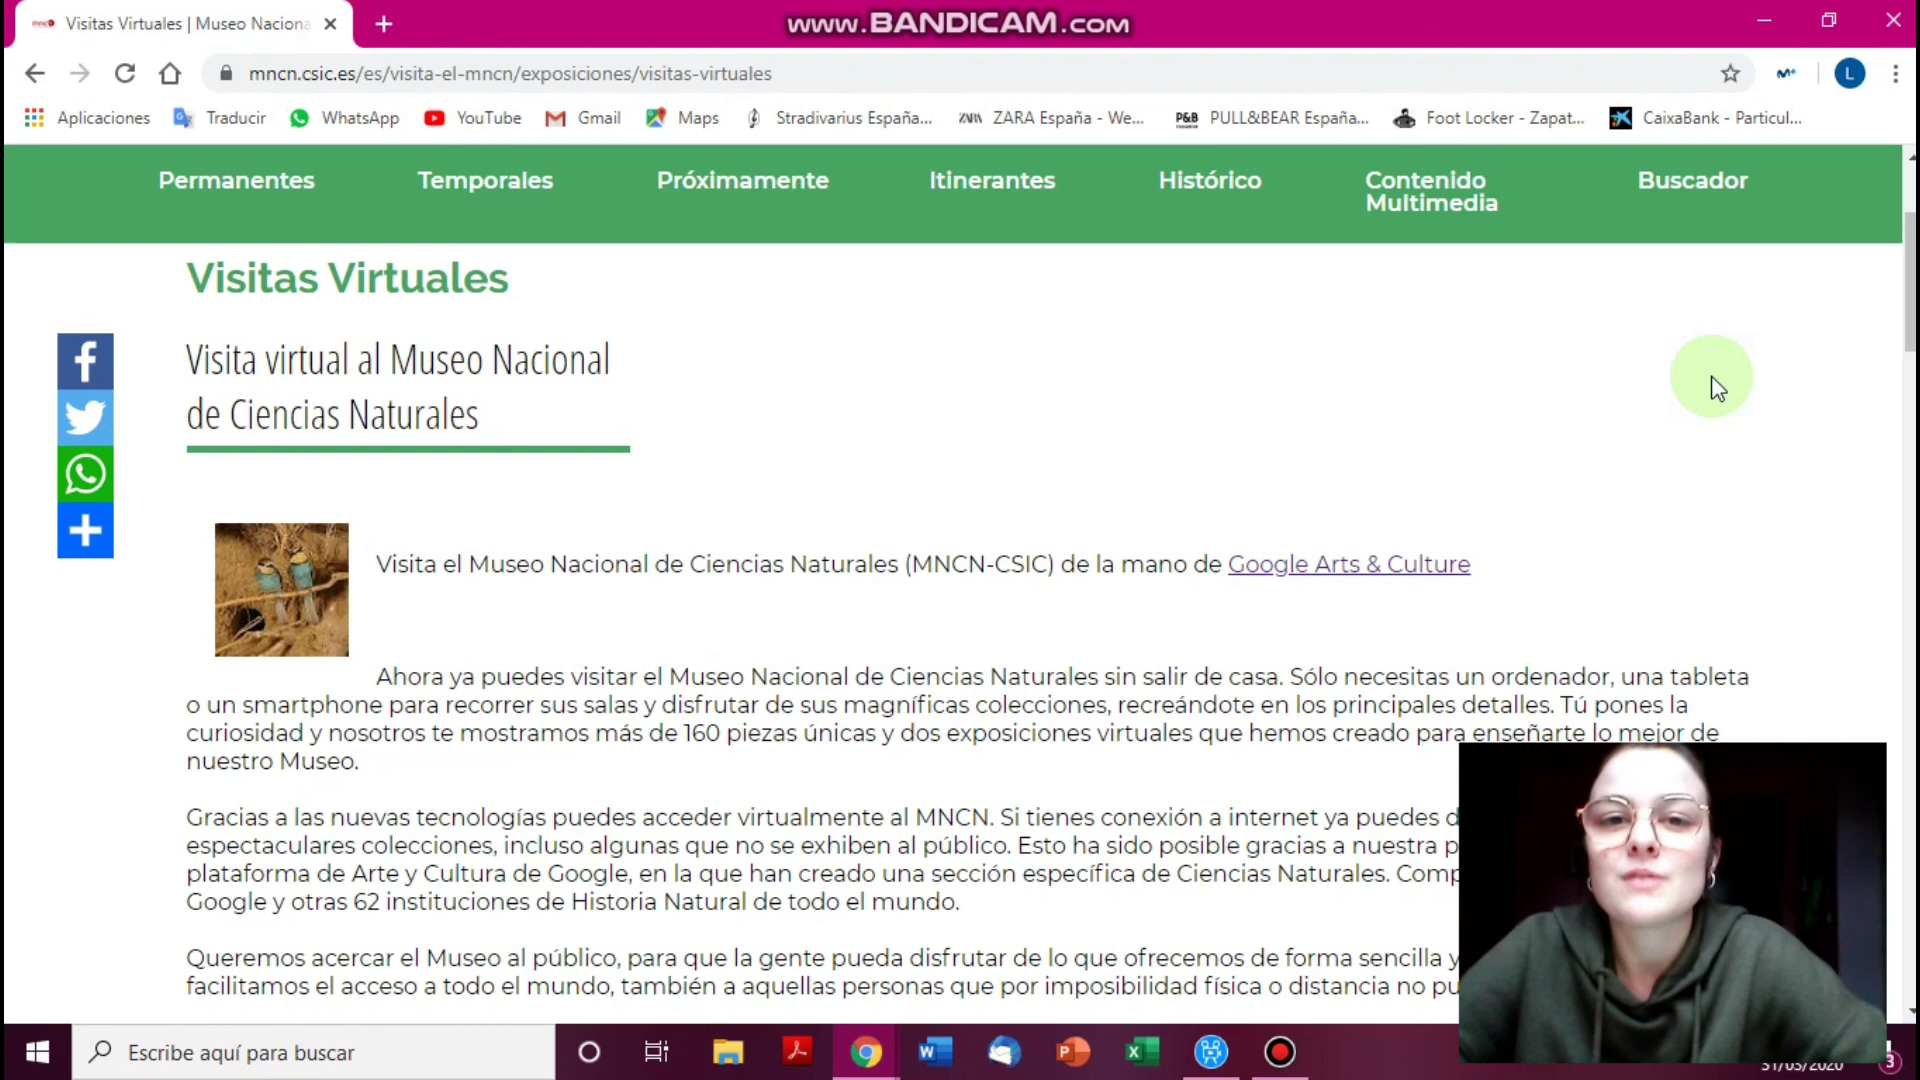 Visitas Virtuales | Museo Naciona
www.BANDICAM.com
mncn.csic.es/es/visita-el-mncn/exposiciones/visitas-virtuales
L
Aplicaciones Traducir WhatsApp YouTube Gmail Maps Stradivarius España... ZARA España - We... P&B PULL&BEAR España... Foot Locker - Zapat... CaixaBank - Particul...
Permanentes Temporales Próximamente Itinerantes Histórico Contenido Multimedia Buscador
Visitas Virtuales
Visita virtual al Museo Nacional
de Ciencias Naturales
Visita el Museo Nacional de Ciencias Naturales (MNCN-CSIC) de la mano de Google Arts & Culture
Ahora ya puedes visitar el Museo Nacional de Ciencias Naturales sin salir de casa. Sólo necesitas un ordenador, una tableta
o un smartphone para recorrer sus salas y disfrutar de sus magníficas colecciones, recreándote en los principales detalles. Tú pones la
curiosidad y nosotros te mostramos más de 160 piezas únicas y dos exposiciones virtuales que hemos creado para enseñarte lo mejor de
nuestro Museo.
Gracias a las nuevas tecnologías puedes acceder virtualmente al MNCN. Si tienes conexión a internet ya puedes d
espectaculares colecciones, incluso algunas que no se exhiben al público. Esto ha sido posible gracias a nuestra p
plataforma de Arte y Cultura de Google, en la que han creado una sección específica de Ciencias Naturales. Comp
Google y otras 62 instituciones de Historia Natural de todo el mundo.
Queremos acercar el Museo al público, para que la gente pueda disfrutar de lo que ofrecemos de forma sencilla y
facilitamos el acceso a todo el mundo, también a aquellas personas que por imposibilidad física o distancia no pu
Escribe aquí para buscar
31/03/2020
3